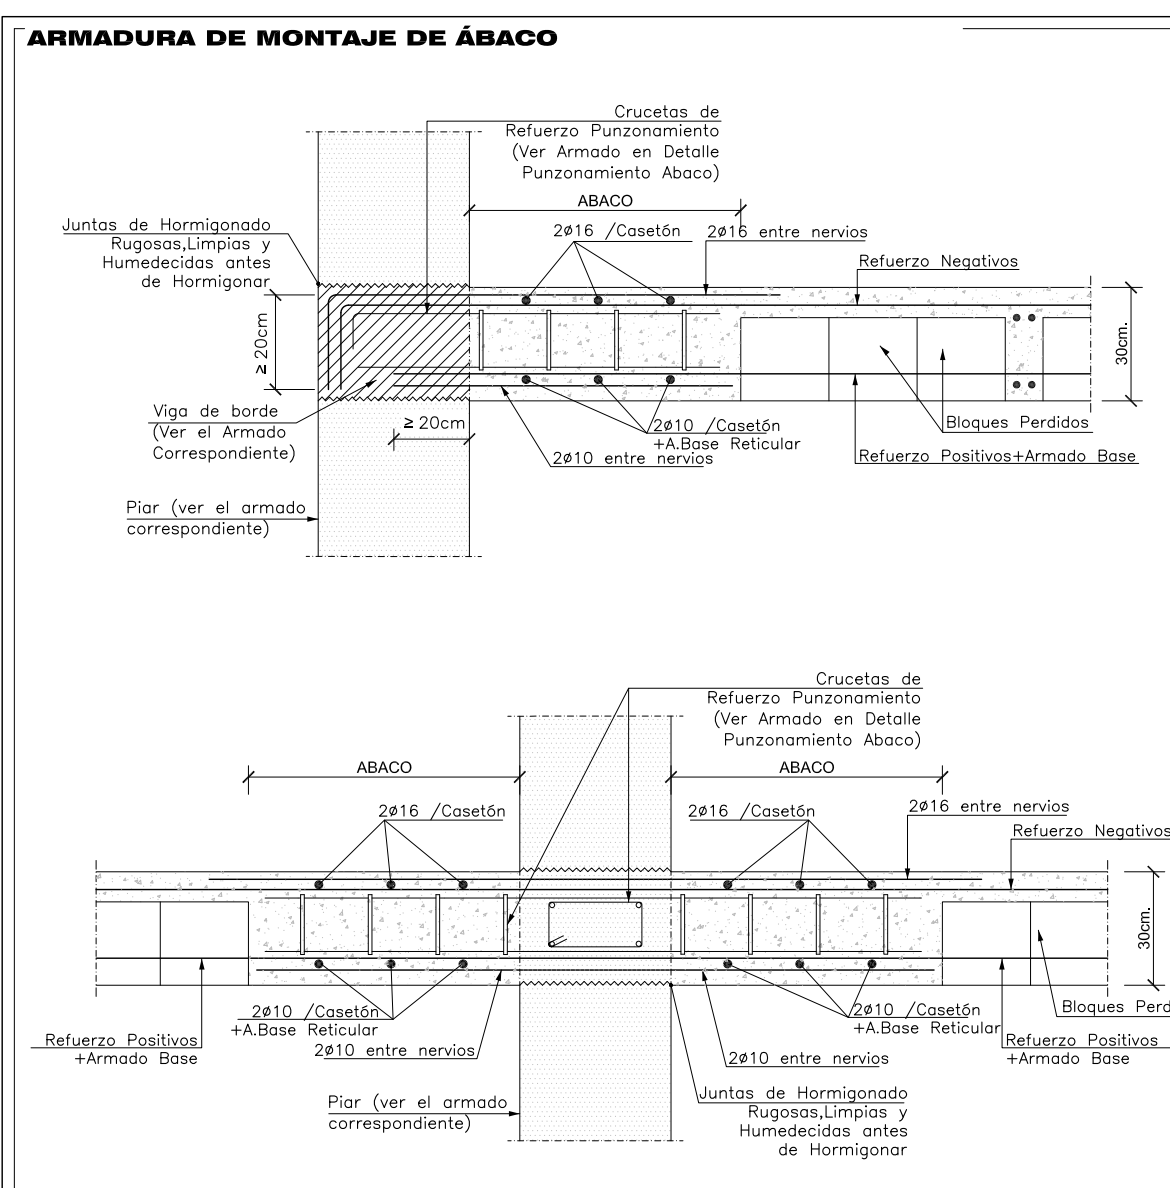 ARMADURA DE MONTAJE DE ÁBACO
Crucetas de
Refuerzo Punzonamiento
(Ver Armado en Detalle
Punzonamiento Abaco)
ABACO
Juntas de Hormigonado
Rugosas,Limpias y
Humedecidas antes
de Hormigonar
2ø16 /Casetón
2ø16 entre nervios
Refuerzo Negativos
≥ 20cm
30cm.
Viga de borde
(Ver el Armado
Correspondiente)
≥ 20cm
2ø10 /Casetón
+A.Base Reticular
2ø10 entre nervios
Bloques Perdidos
Refuerzo Positivos+Armado Base
Piar (ver el armado
correspondiente)
Crucetas de
Refuerzo Punzonamiento
(Ver Armado en Detalle
Punzonamiento Abaco)
ABACO
ABACO
2ø16 /Casetón
2ø16 /Casetón
2ø16 entre nervios
Refuerzo Negativos
30cm.
2ø10 /Casetón
+A.Base Reticular
2ø10 /Casetón
+A.Base Reticular
Bloques Perd
Refuerzo Positivos
+Armado Base
2ø10 entre nervios
2ø10 entre nervios
Refuerzo Positivos
+Armado Base
Piar (ver el armado
correspondiente)
Juntas de Hormigonado
Rugosas,Limpias y
Humedecidas antes
de Hormigonar